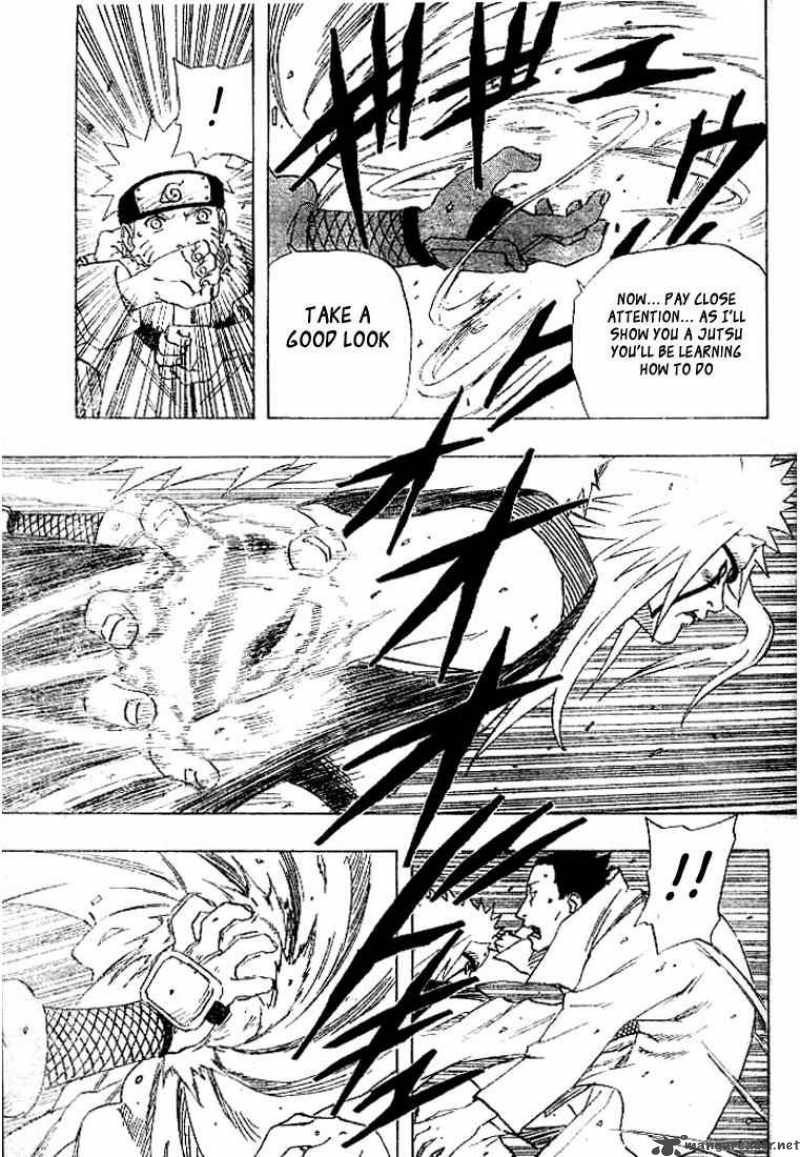 NOW... PAY CLOSE
ATTENTION... AS I'LL
SHOW YOU A JUTSU
YOU'LL BE LEARNING
HOW TO DO
TAKE A
GOOD LOOK
!
!!